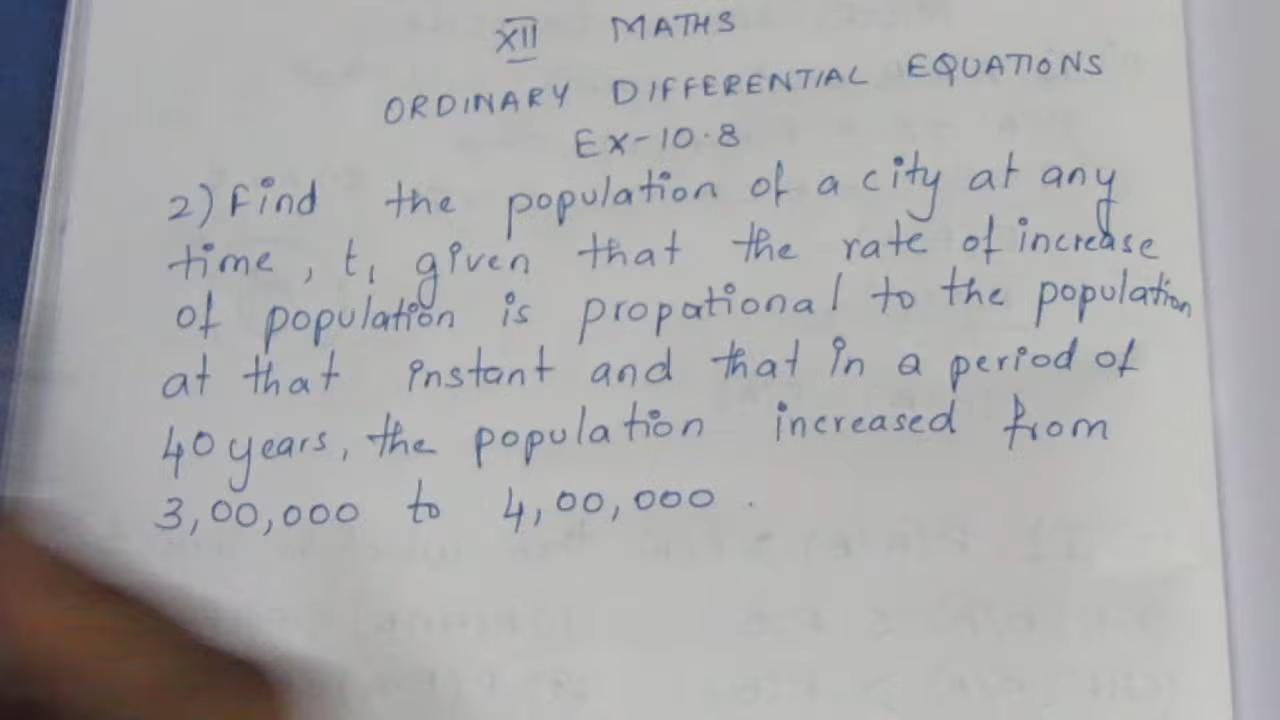 XII MATHS
ORDINARY DIFFERENTIAL EQUATIONS
EX-10.8
2) Find the population of a city at any
time, t, given that the rate of increase
of population is propational to the population
at that instant and that in a period of
40 years, the population increased from
3,00,000 to 4,00,000.